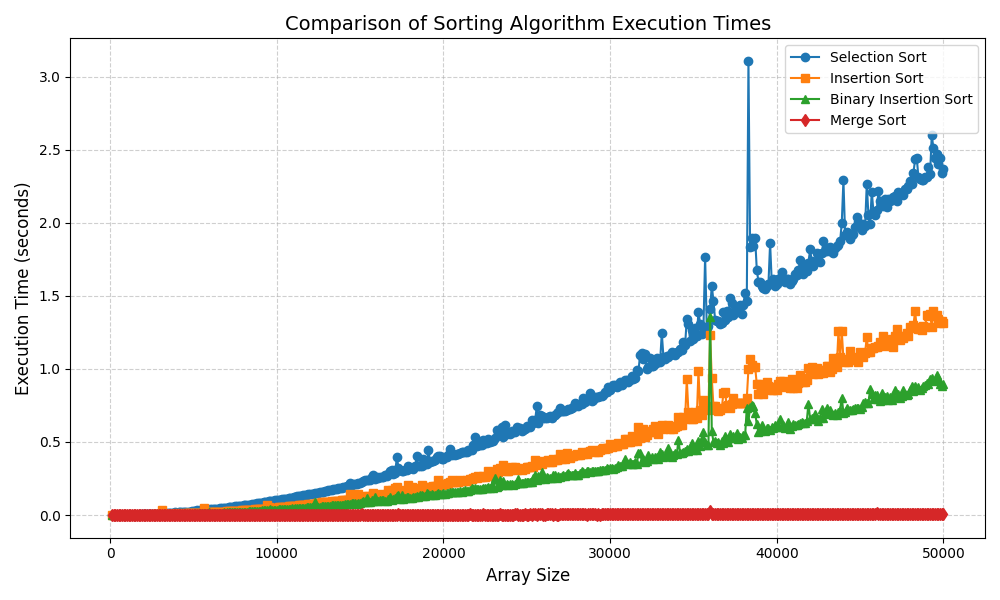 Comparison of Sorting Algorithm Execution Times
Selection Sort
Insertion Sort
Binary Insertion Sort
Merge Sort
Execution Time (seconds)
3.0
2.5
2.0
1.5
1.0
0.5
0.0
0 10000 20000 30000 40000 50000
Array Size